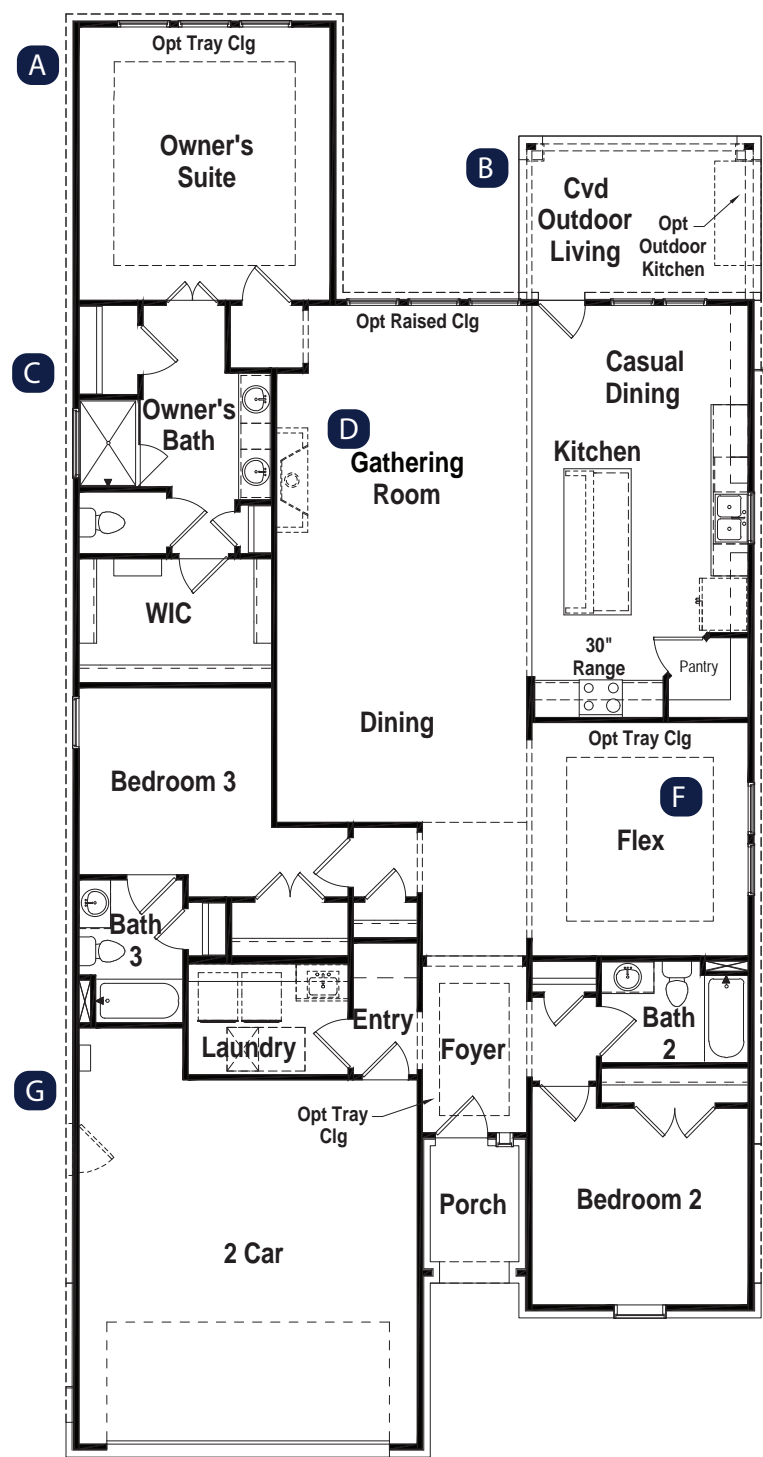 Opt Tray Clg
A
Owner's
Suite
B
Cvd
Outdoor
Living
Opt
Outdoor
Kitchen
Opt Raised Clg
C
Casual
Dining
Owner's
Bath
D
Gathering
Room
Kitchen
WIC
30"
Range
Pantry
Dining
Opt Tray Clg
Bedroom 3
F
Flex
Bath
3
Entry
Laundry
Foyer
Bath
2
G
Opt Tray
Clg
Porch
Bedroom 2
2 Car